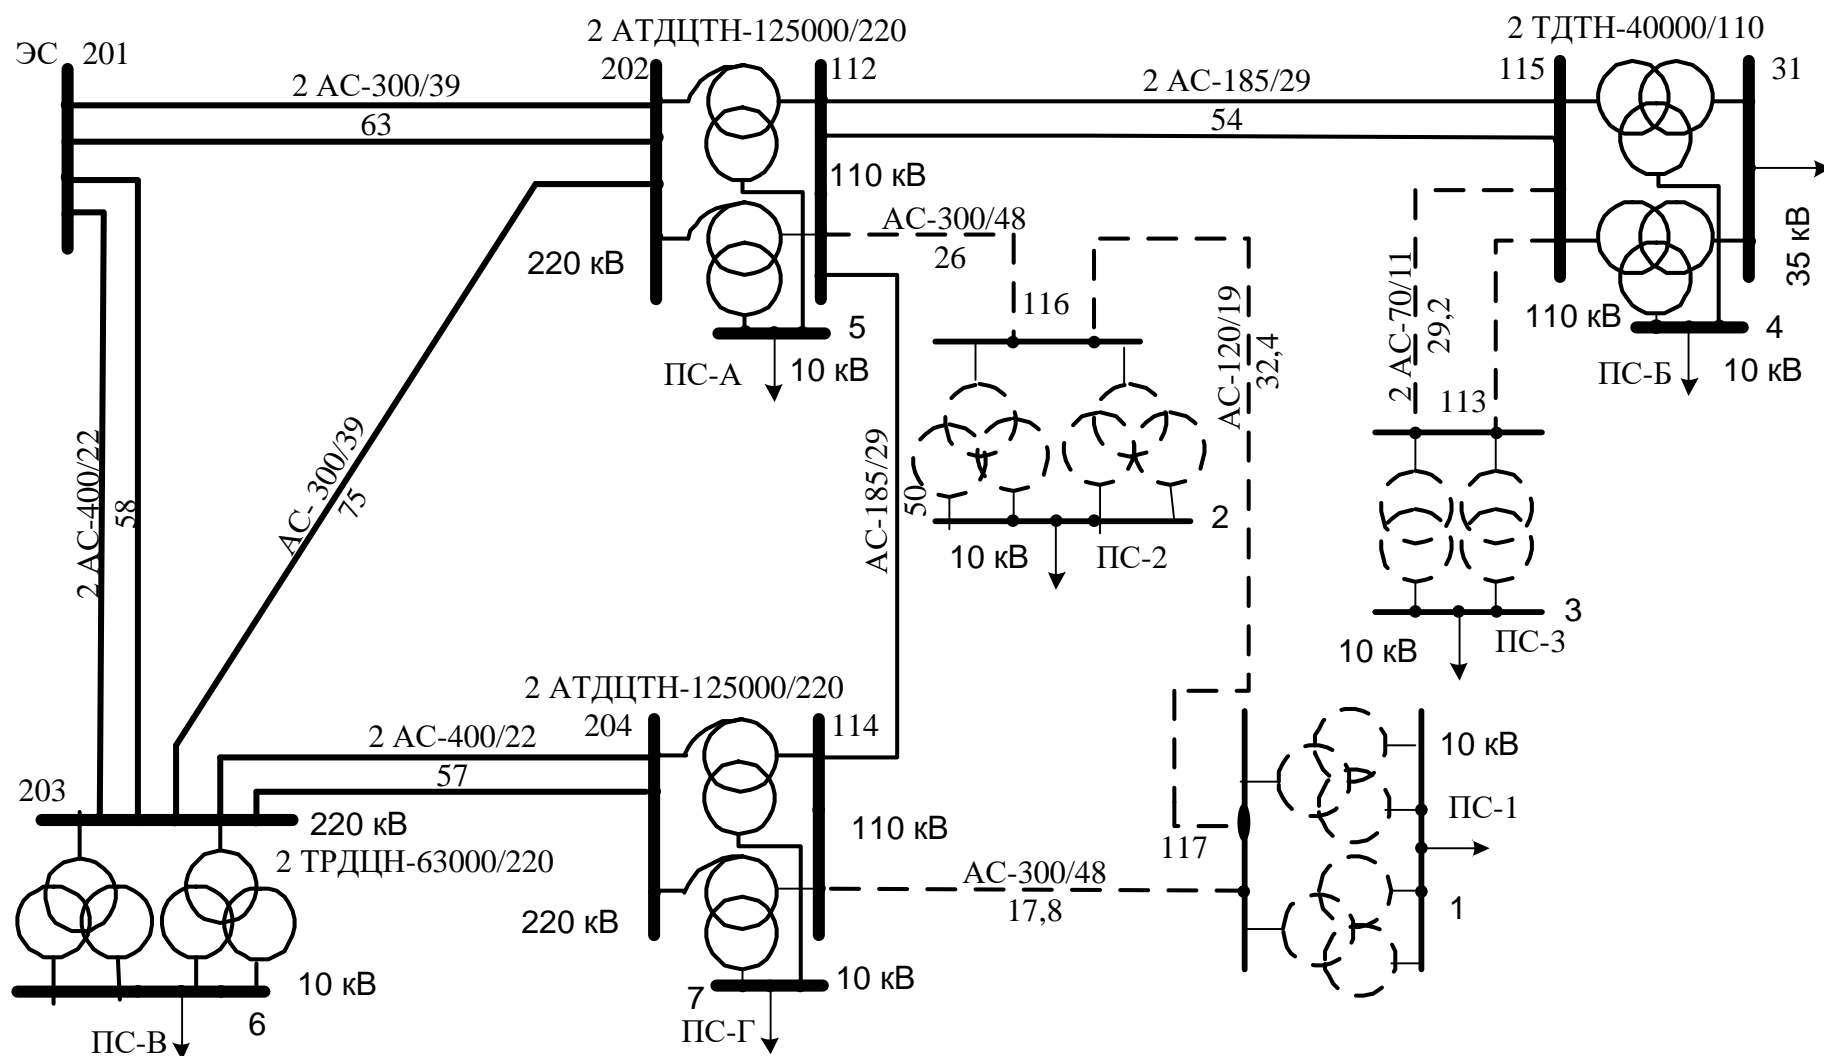 2 АТДЦТН-125000/220
2 ТДТН-40000/110
ЭС 201
202
112
115
31
2 АС-300/39
63
2 АС-185/29
54
110 кВ
АС-300/48
26
220 кВ
116
110 кВ
35 кВ
5
10 кВ
ПС-А
4
10 кВ
ПС-Б
2 АС-70/11
29,2
АС-120/19
32,4
113
2 АС-400/22
58
АС- 300/39
75
АС-185/29
50
2
10 кВ
ПС-2
3
10 кВ
ПС-3
2 АТДЦТН-125000/220
204
114
2 АС-400/22
57
10 кВ
203
220 кВ
110 кВ
ПС-1
117
2 ТРДЦН-63000/220
АС-300/48
17,8
1
220 кВ
10 кВ
10 кВ
7
6
ПС-В
ПС-Г